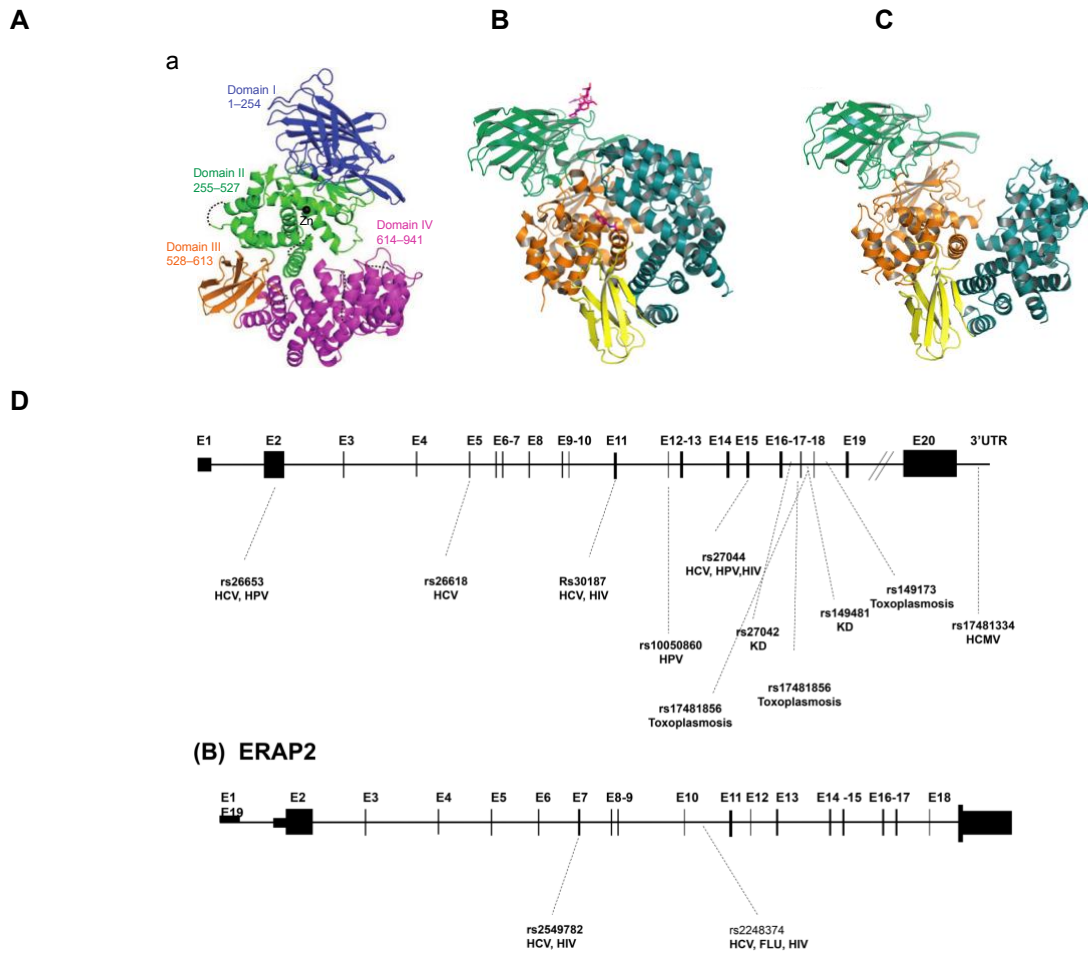 A
B
C
a
Domain I
1–254
Domain II
255–527
Zn
Domain IV
614–941
Domain III
528–613
D
E1 E2 E3 E4 E5 E6-7 E8 E9-10 E11 E12-13 E14 E15 E16-17-18 E19 E20 3'UTR
rs26653
HCV, HPV
rs26618
HCV
Rs30187
HCV, HIV
rs27044
HCV, HPV,HIV
rs10050860
HPV
rs27042
KD
rs149481
KD
rs149173
Toxoplasmosis
rs17481334
HCMV
rs17481856
Toxoplasmosis
rs17481856
Toxoplasmosis
(B) ERAP2
E1 E2 E3 E4 E5 E6 E7 E8-9 E10 E11 E12 E13 E14 -15 E16-17 E18
E19
rs2549782
HCV, HIV
rs2248374
HCV, FLU, HIV